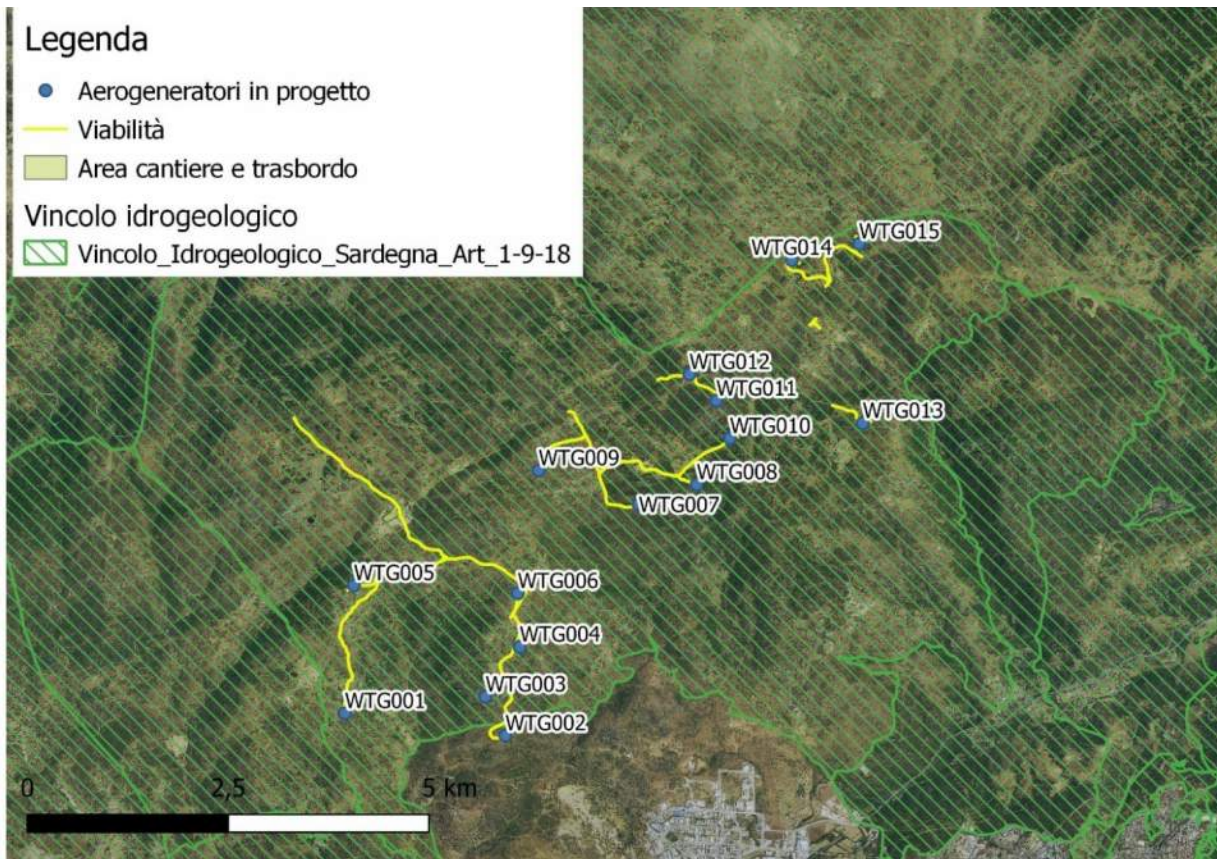 Legenda
Aerogeneratori in progetto
Viabilità
Area cantiere e trasbordo
Vincolo idrogeologico
Vincolo_Idrogeologico_Sardegna_Art_1-9-18
WTG015
WTG014
WTG012
WTG011
WTG013
WTG010
WTG009
WTG008
WTG007
WTG005
WTG006
WTG004
WTG003
WTG001
WTG002
0 2,5 5 km